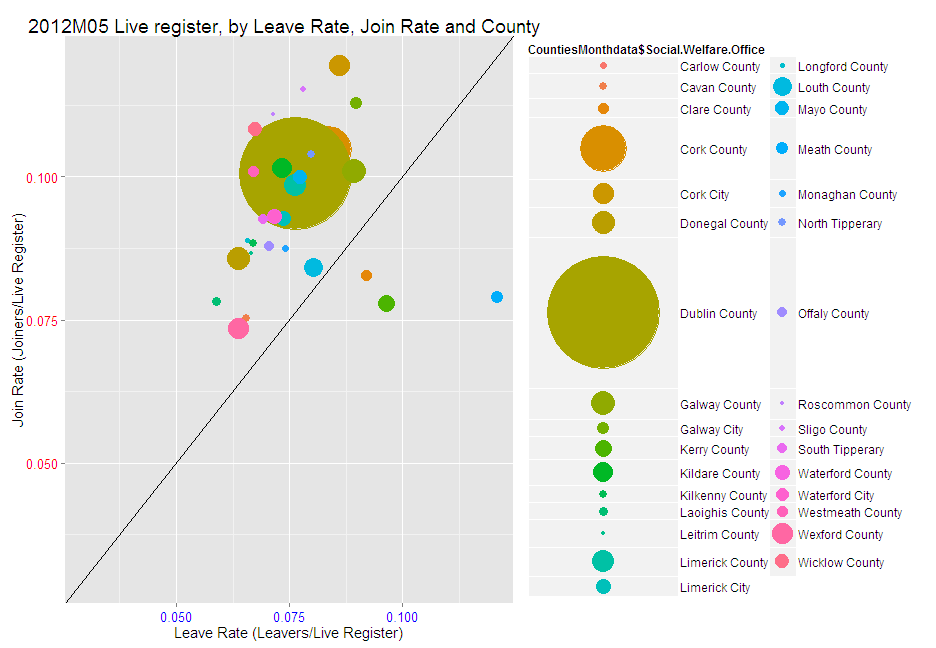 2012M05 Live register, by Leave Rate, Join Rate and County
Join Rate (Joiners/Live Register)
0.100
0.075
0.050
0.050
0.075
0.100
Leave Rate (Leavers/Live Register)
CountiesMonthdata$Social.Welfare.Office
Carlow County
Cavan County
Clare County
Cork County
Cork City
Donegal County
Dublin County
Galway County
Galway City
Kerry County
Kildare County
Kilkenny County
Laoighis County
Leitrim County
Limerick County
Limerick City
Longford County
Louth County
Mayo County
Meath County
Monaghan County
North Tipperary
Offaly County
Roscommon County
Sligo County
South Tipperary
Waterford County
Waterford City
Westmeath County
Wexford County
Wicklow County